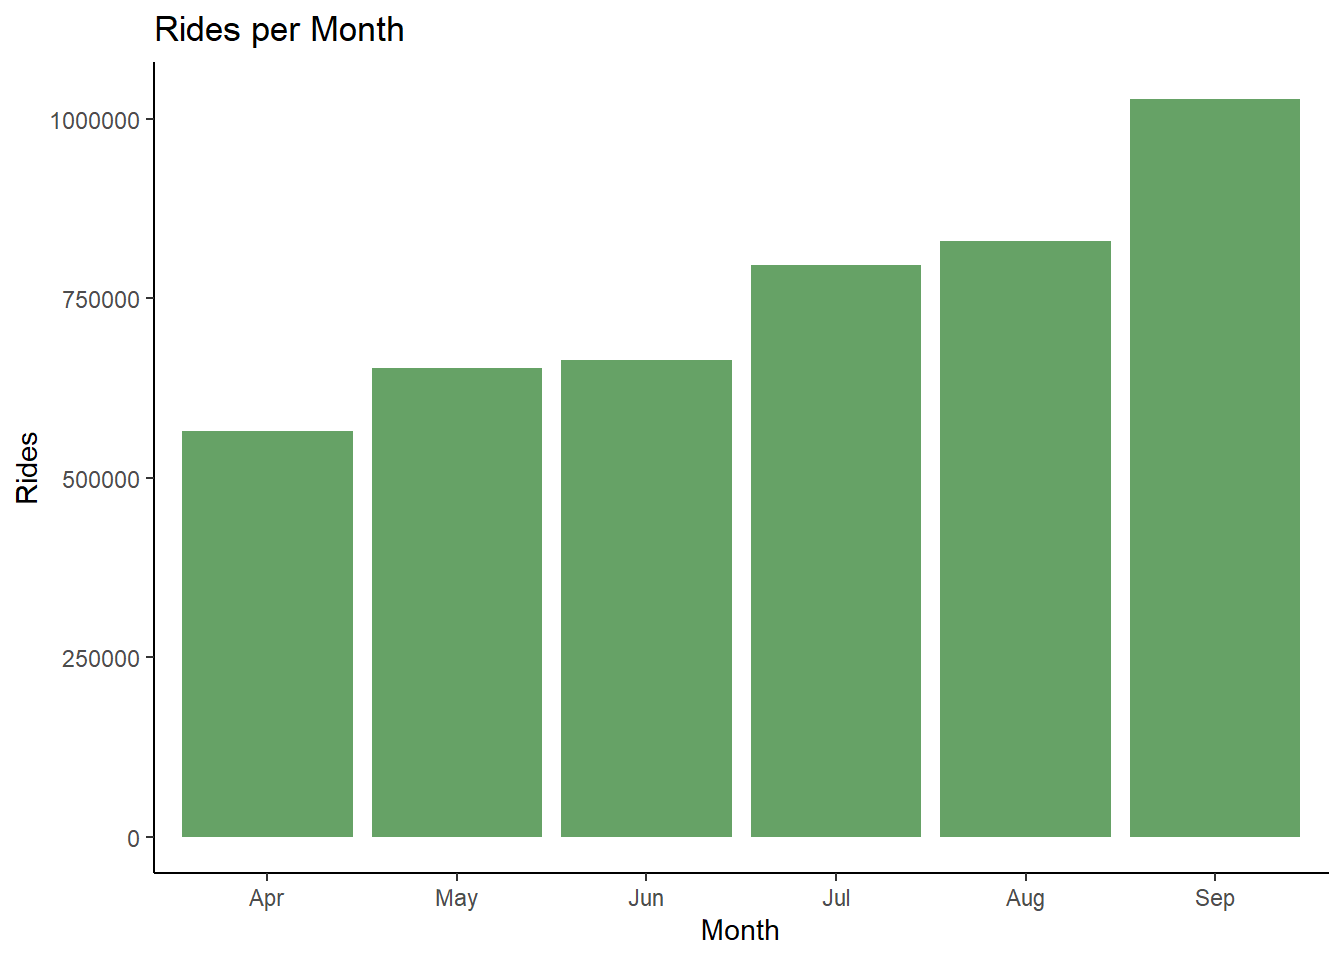 Rides per Month
1000000
750000
500000
250000
0
Rides
Apr May Jun Jul Aug Sep
Month